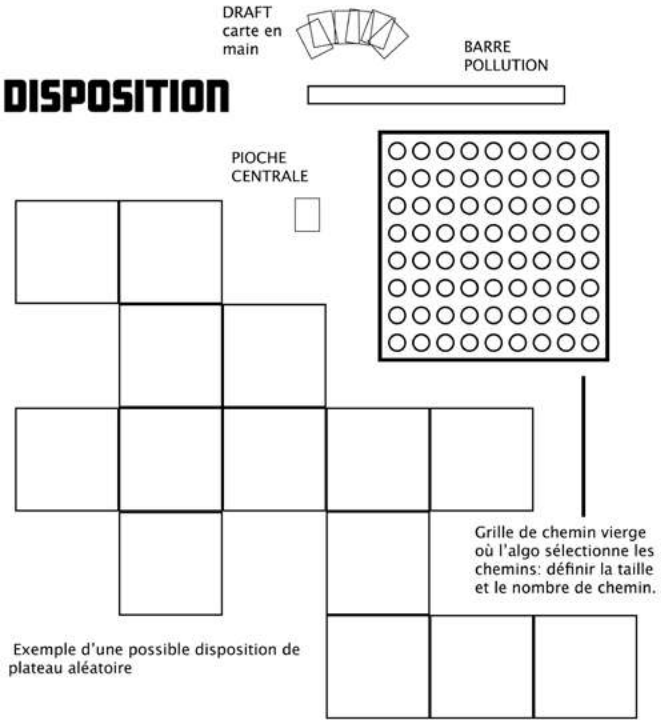 DRAFT
carte en
main
BARRE
POLLUTION
DISPOSITION
PIOCHE
CENTRALE
Grille de chemin vierge
où l'algo sélectionne les
chemins: définir la taille
et le nombre de chemin.
Exemple d'une possible disposition de
plateau aléatoire